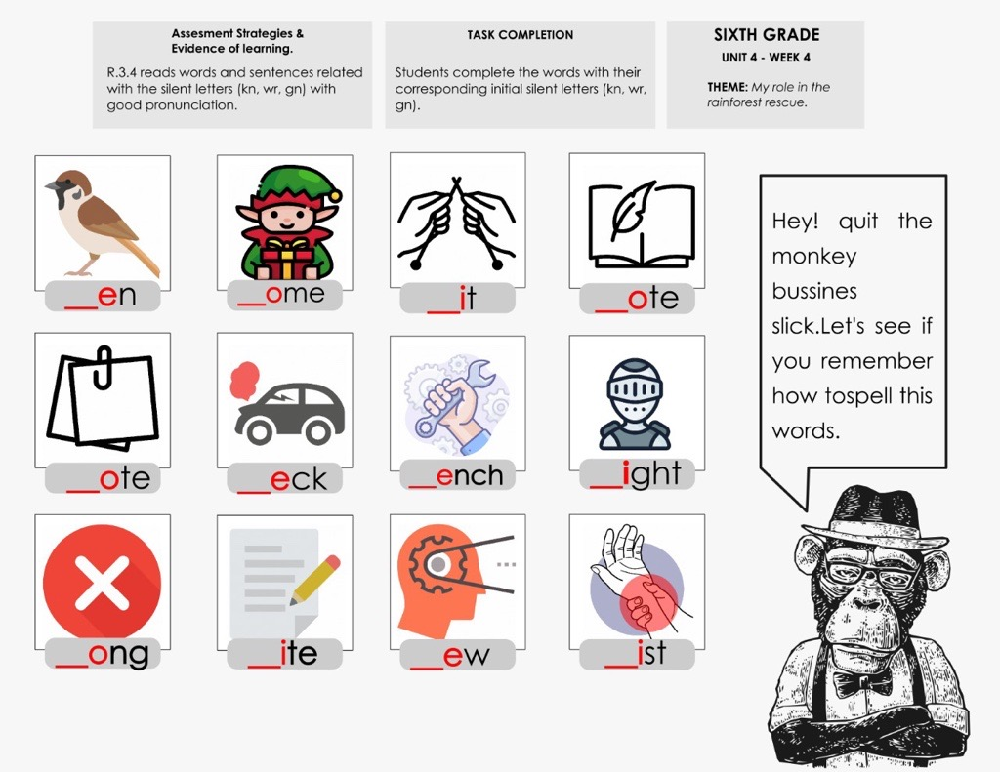 Assesment Strategies &
Evidence of learning.
R.3.4 reads words and sentences related
with the silent letters (kn, wr, gn) with
good pronunciation.
TASK COMPLETION
Students complete the words with their
corresponding initial silent letters (kn, wr,
gn).
SIXTH GRADE
UNIT 4 - WEEK 4
THEME: My role in the
rainforest rescue.
__en
__ome
__it
__ote
__ote
__eck
__ench
__ight
__ong
__ite
__ew
__ist
Hey! quit the
monkey
bussines
slick.Let's see if
you remember
how tospell this
words.